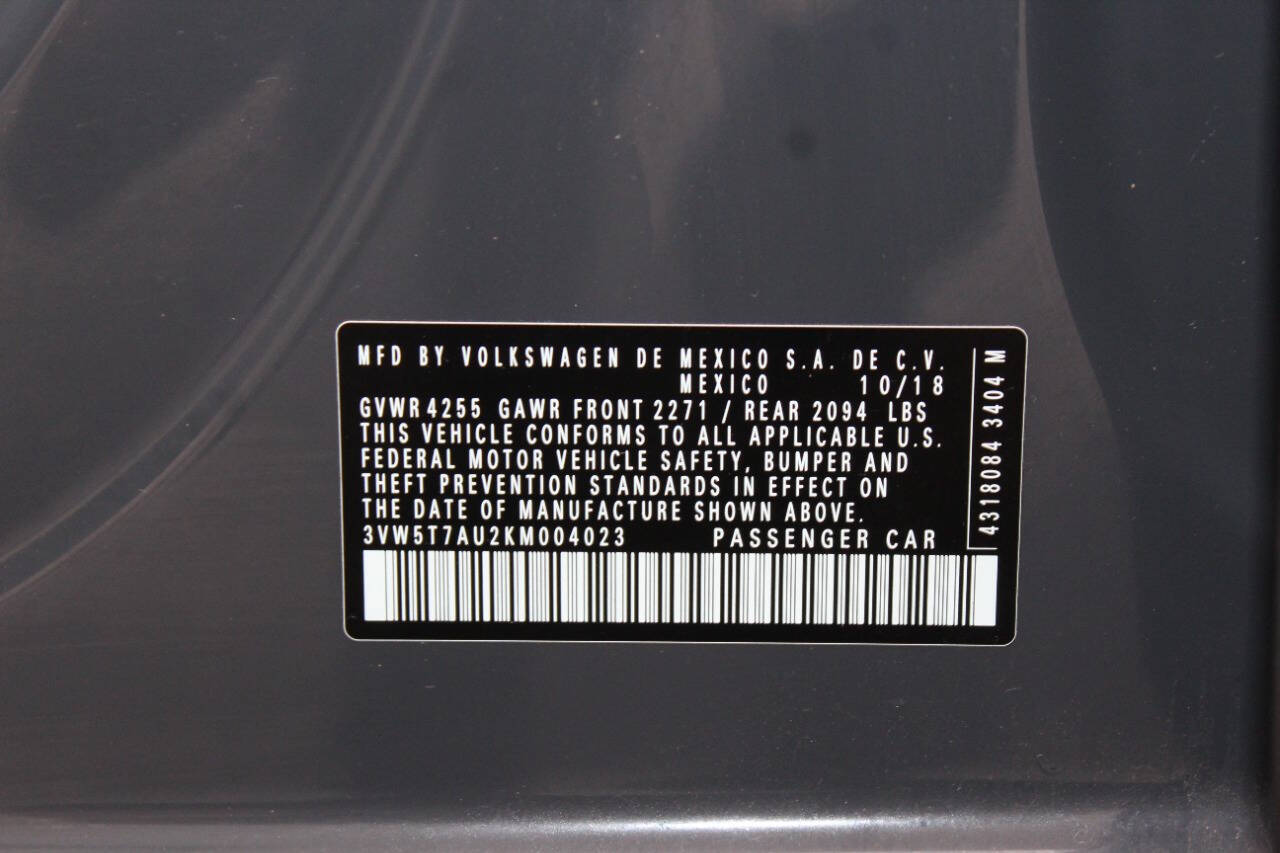 MFD BY VOLKSWAGEN DE MEXICO S.A. DE C.V.
MEXICO 10/18
GVWR 4255 GAWR FRONT 2271 / REAR 2094 LBS
THIS VEHICLE CONFORMS TO ALL APPLICABLE U.S.
FEDERAL MOTOR VEHICLE SAFETY, BUMPER AND
THEFT PREVENTION STANDARDS IN EFFECT ON
THE DATE OF MANUFACTURE SHOWN ABOVE.
3VW5T7AU2KM004023 PASSENGER CAR
4318084 3404 M